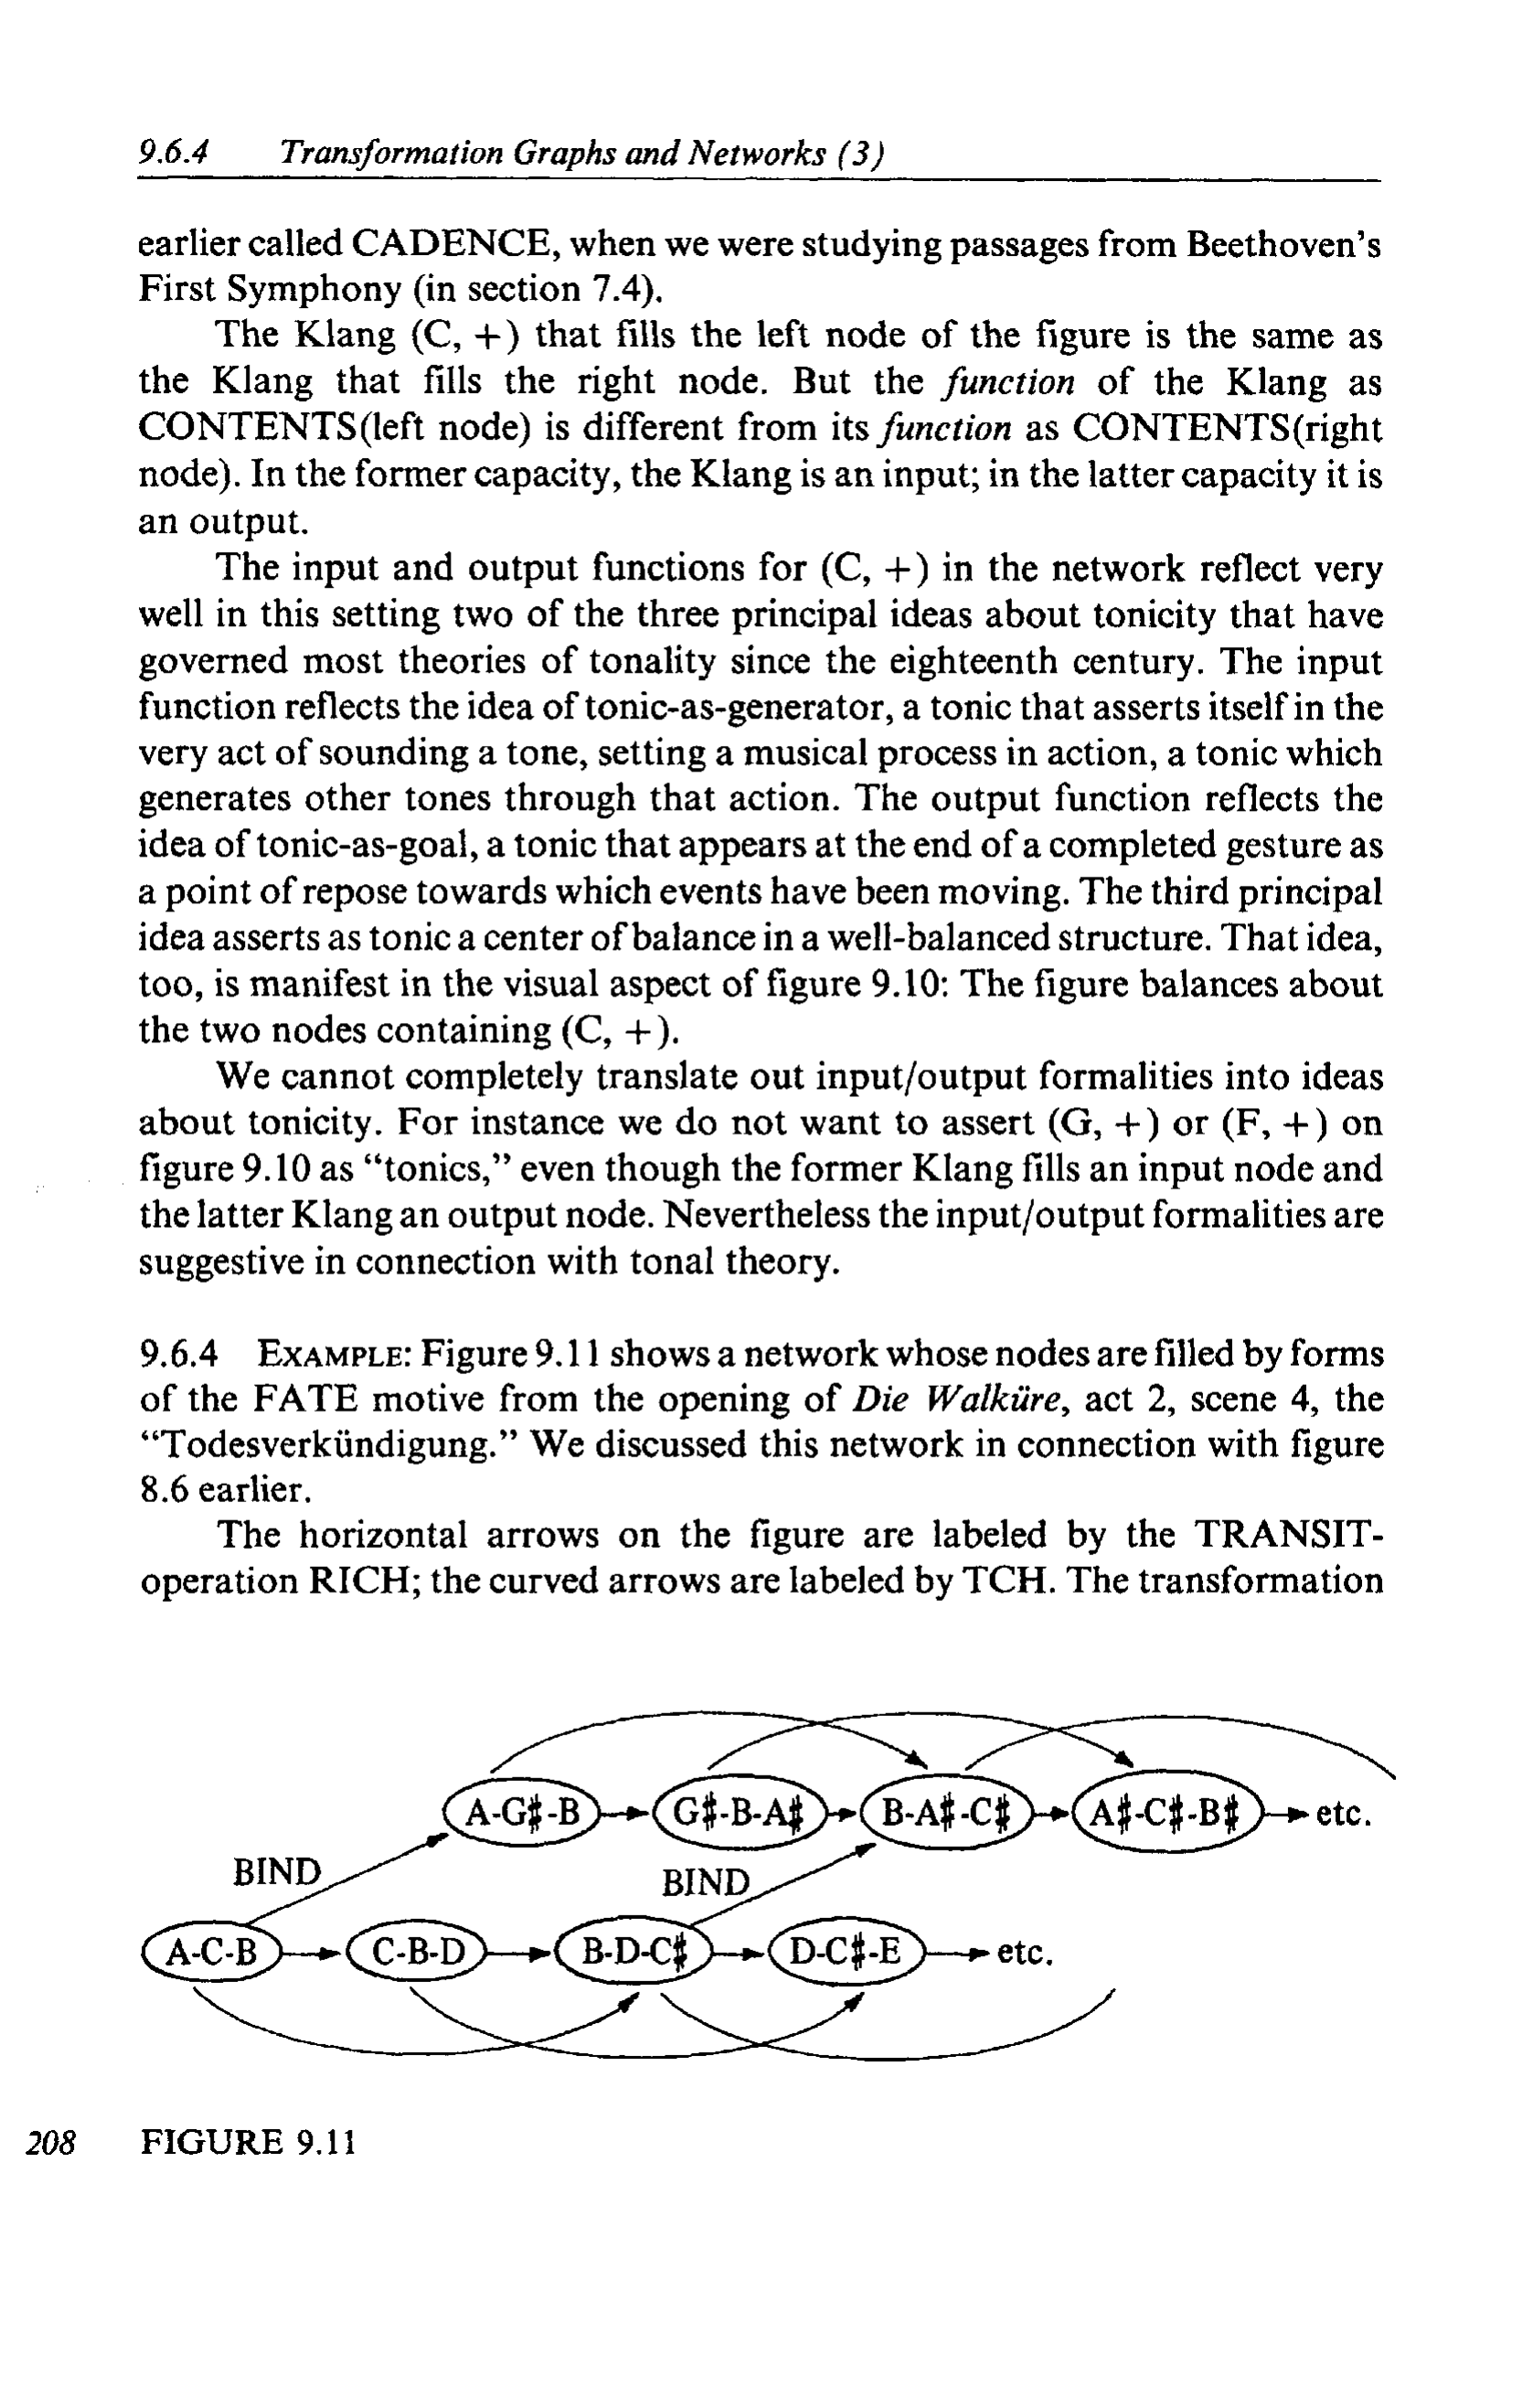 9.6.4 Transformation Graphs and Networks (3)
earlier called CADENCE, when we were studying passages from Beethoven's
First Symphony (in section 7.4).
The Klang (C, +) that fills the left node of the figure is the same as
the Klang that fills the right node. But the function of the Klang as
CONTENTS(left node) is different from its function as CONTENTS(right
node). In the former capacity, the Klang is an input; in the latter capacity it is
an output.
The input and output functions for (C, +) in the network reflect very
well in this setting two of the three principal ideas about tonicity that have
governed most theories of tonality since the eighteenth century. The input
function reflects the idea of tonic-as-generator, a tonic that asserts itself in the
very act of sounding a tone, setting a musical process in action, a tonic which
generates other tones through that action. The output function reflects the
idea of tonic-as-goal, a tonic that appears at the end of a completed gesture as
a point of repose towards which events have been moving. The third principal
idea asserts as tonic a center of balance in a well-balanced structure. That idea,
too, is manifest in the visual aspect of figure 9.10: The figure balances about
the two nodes containing (C, +).
We cannot completely translate out input/output formalities into ideas
about tonicity. For instance we do not want to assert (G, +) or (F, +) on
figure 9.10 as “tonics,” even though the former Klang fills an input node and
the latter Klang an output node. Nevertheless the input/output formalities are
suggestive in connection with tonal theory.
9.6.4 EXAMPLE: Figure 9.11 shows a network whose nodes are filled by forms
of the FATE motive from the opening of Die Walküre, act 2, scene 4, the
“Todesverkündigung.” We discussed this network in connection with figure
8.6 earlier.
The horizontal arrows on the figure are labeled by the TRANSIT-
operation RICH; the curved arrows are labeled by TCH. The transformation
A-G♯-B G♯-B-A♯ B-A♯-C♯ A♯-C♯-B♯ etc.
BIND BIND
A-C-B C-B-D B-D-C♯ D-C♯-E etc.
208 FIGURE 9.11